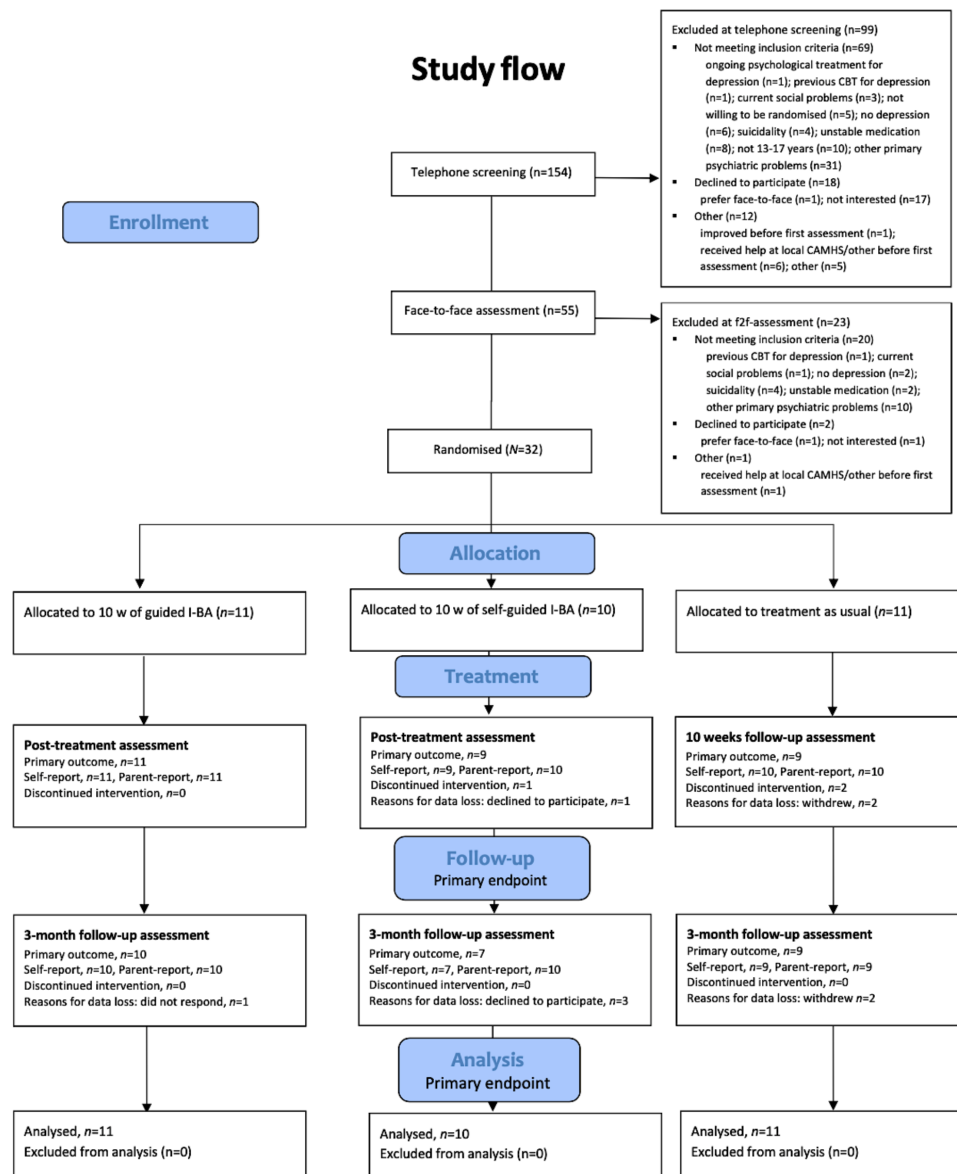 Study flow
Excluded at telephone screening (n=99)
▪ Not meeting inclusion criteria (n=69)
ongoing psychological treatment for
depression (n=1); previous CBT for depression
(n=1); current social problems (n=3); not
willing to be randomised (n=5); no depression
(n=6); suicidality (n=4); unstable medication
(n=8); not 13-17 years (n=10); other primary
psychiatric problems (n=31)
▪ Declined to participate (n=18)
prefer face-to-face (n=1); not interested (n=17)
▪ Other (n=12)
improved before first assessment (n=1);
received help at local CAMHS/other before first
assessment (n=6); other (n=5)
Telephone screening (n=154)
Enrollment
Face-to-face assessment (n=55)
Excluded at f2f-assessment (n=23)
▪ Not meeting inclusion criteria (n=20)
previous CBT for depression (n=1); current
social problems (n=1); no depression (n=2);
suicidality (n=4); unstable medication (n=2);
other primary psychiatric problems (n=10)
▪ Declined to participate (n=2)
prefer face-to-face (n=1); not interested (n=1)
▪ Other (n=1)
received help at local CAMHS/other before first
assessment (n=1)
Randomised (N=32)
Allocation
Allocated to 10 w of guided I-BA (n=11)
Allocated to 10 w of self-guided I-BA (n=10)
Allocated to treatment as usual (n=11)
Treatment
Post-treatment assessment
Primary outcome, n=11
Self-report, n=11, Parent-report, n=11
Discontinued intervention, n=0
Post-treatment assessment
Primary outcome, n=9
Self-report, n=9, Parent-report, n=10
Discontinued intervention, n=1
Reasons for data loss: declined to participate, n=1
10 weeks follow-up assessment
Primary outcome, n=9
Self-report, n=10, Parent-report, n=10
Discontinued intervention, n=2
Reasons for data loss: withdrew, n=2
Follow-up
Primary endpoint
3-month follow-up assessment
Primary outcome, n=10
Self-report, n=10, Parent-report, n=10
Discontinued intervention, n=0
Reasons for data loss: did not respond, n=1
3-month follow-up assessment
Primary outcome, n=7
Self-report, n=7, Parent-report, n=10
Discontinued intervention, n=0
Reasons for data loss: declined to participate, n=3
3-month follow-up assessment
Primary outcome, n=9
Self-report, n=9, Parent-report, n=9
Discontinued intervention, n=0
Reasons for data loss: withdrew n=2
Analysis
Primary endpoint
Analysed, n=11
Excluded from analysis (n=0)
Analysed, n=10
Excluded from analysis (n=0)
Analysed, n=11
Excluded from analysis (n=0)